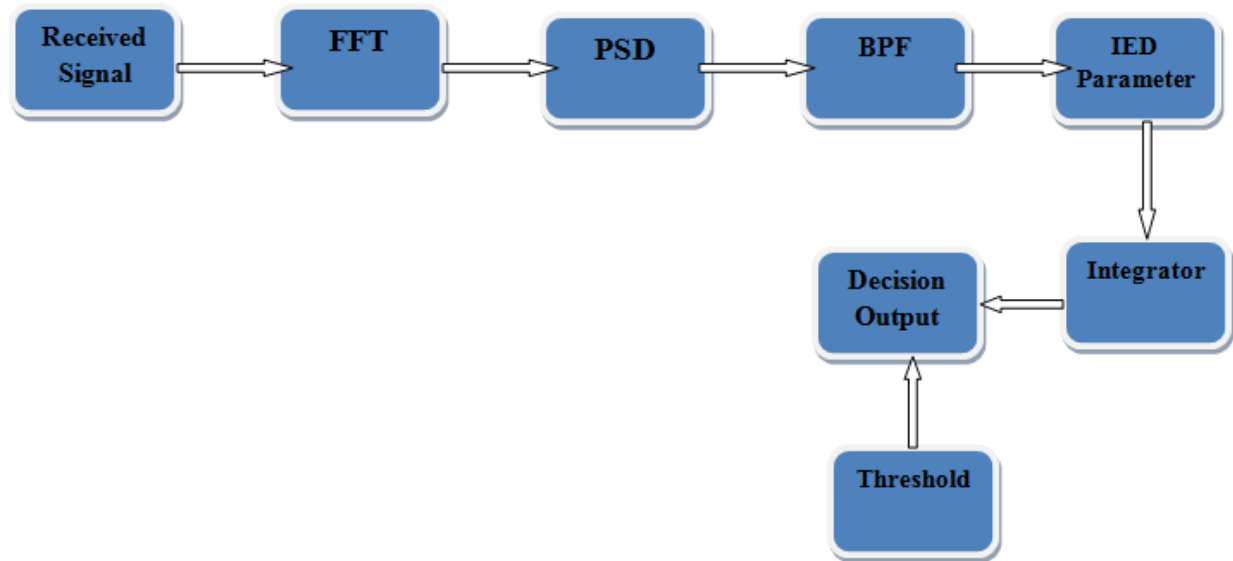 Received
Signal
FFT
PSD
BPF
IED
Parameter
Integrator
Decision
Output
Threshold